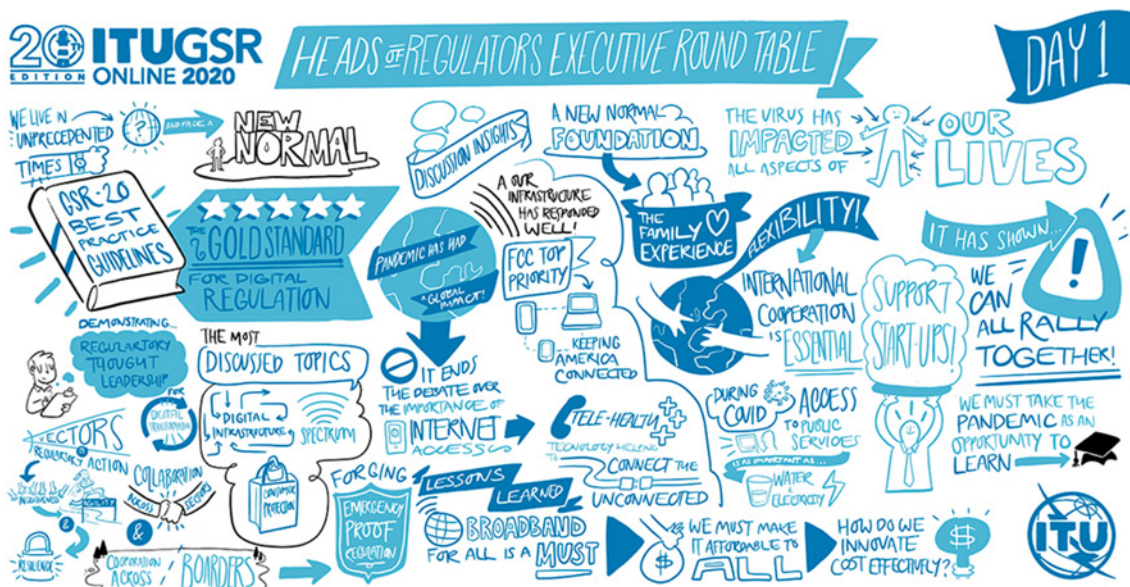 20 ITUGSR
EDITION ONLINE 2020
HEADS OF REGULATORS EXECUTIVE ROUND TABLE
DAY 1
WE LIVE IN
UNPRECEDENTED
TIMES
?
AND FACE A
NEW
NORMAL
GSR-20
BEST
PRACTICE
GUIDELINES
THE
GOLD STANDARD
FOR DIGITAL
REGULATION
DISCUSSION INSIGHTS
PANDEMIC HAS HAD
A GLOBAL
IMPACT!
IT ENDS
THE DEBATE OVER
THE IMPORTANCE OF
INTERNET
ACCESS
A OUR
INFRASTRUCTURE
HAS RESPONDED
WELL!
FCC TOP
PRIORITY
KEEPING
AMERICA
CONNECTED
A NEW NORMAL
FOUNDATION
THE
FAMILY
EXPERIENCE
FLEXIBILITY!
INTERNATIONAL
COOPERATION
IS ESSENTIAL
THE VIRUS HAS
IMPACTED
ALL ASPECTS OF
OUR
LIVES
SUPPORT
START-UPS!
IT HAS SHOWN...
!
WE
CAN
ALL RALLY
TOGETHER!
WE MUST TAKE THE
PANDEMIC AS AN
OPPORTUNITY TO
LEARN
DEMONSTRATING...
REGULARTORY
THOUGHT
LEADERSHIP
FOR
DIGITAL
TRANSFORMATION
VECTORS
OF
REGULATORY ACTION
INCLUSIVENESS
AGILITY
&
RESILIENCE
COLLABORATION
ACROSS SECTORS
&
COOPERATION
ACROSS
BOARDERS
THE MOST
DISCUSSED TOPICS
DIGITAL
INFRASTRUCTURE
SPECTRUM
CONSUMER
PROTECTION
FORGING
EMERGENCY
PROOF
REGULATION
TELE-HEALTH
TECHNOLOGY HELPING
TO
CONNECT THE
UNCONNECTED
DURING
COVID
ACCESS
TO PUBLIC
SERVICES
IS AS IMPORTANT AS...
WATER
& ELECTRICITY
LESSONS
LEARNED
BROADBAND
FOR ALL IS A MUST
$
WE MUST MAKE
IT AFFORDABLE TO
ALL
HOW DO WE
INNOVATE
COST EFFECTIVELY?
$
ITU